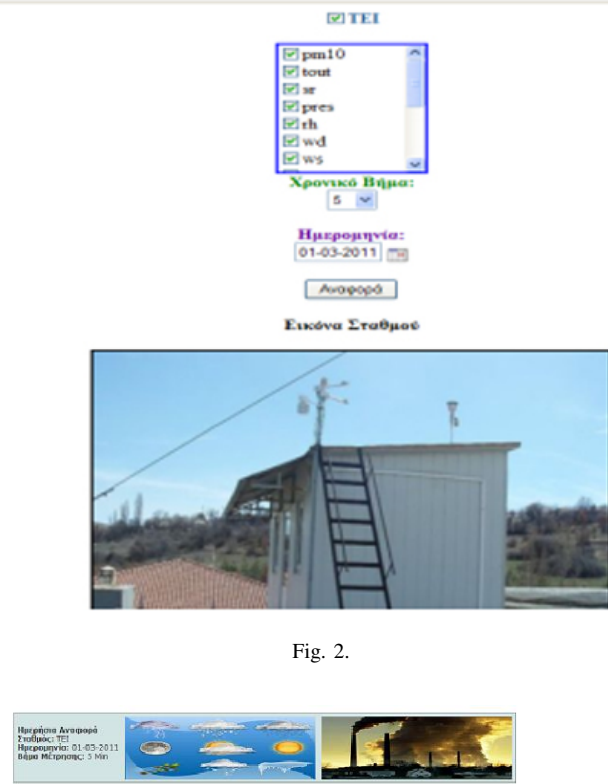 TEI
pm10
tout
sr
pres
rh
wd
ws
Χρονικό Βήμα:
5
Ημερομηνία:
01-03-2011
Αναφορά
Εικόνα Σταθμού
Fig. 2.
Ημερήσια Αναφορά
Σταθμός: TEI
Ημερομηνία: 01-03-2011
Βήμα Μέτρησης: 5 Min